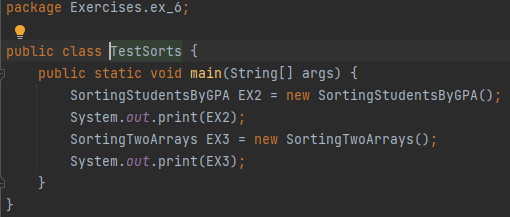 package Exercises.ex_6;
public class TestSorts {
public static void main(String[] args) {
SortingStudentsByGPA EX2 = new SortingStudentsByGPA();
System.out.print(EX2);
SortingTwoArrays EX3 = new SortingTwoArrays();
System.out.print(EX3);
}
}